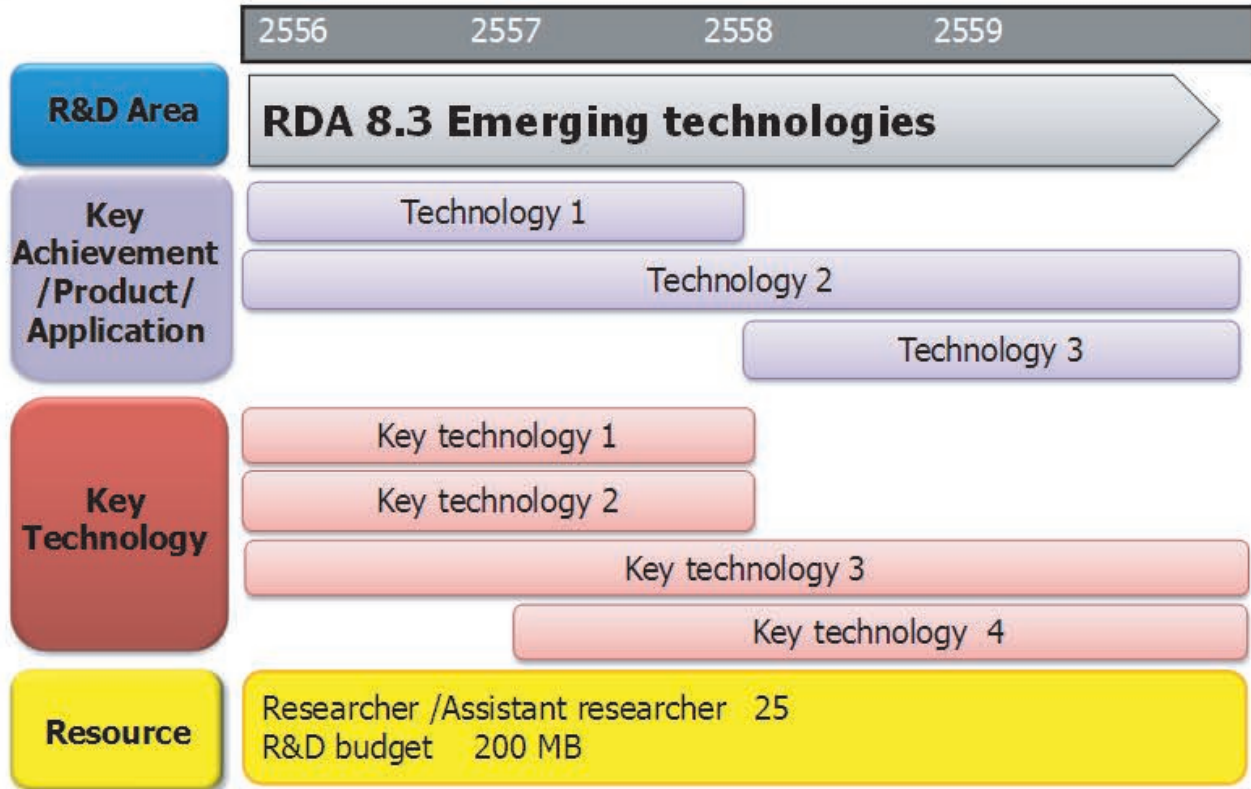 2556 2557 2558 2559
R&D Area
RDA 8.3 Emerging technologies
Key
Achievement
/Product/
Application
Technology 1
Technology 2
Technology 3
Key
Technology
Key technology 1
Key technology 2
Key technology 3
Key technology 4
Resource
Researcher /Assistant researcher 25
R&D budget 200 MB